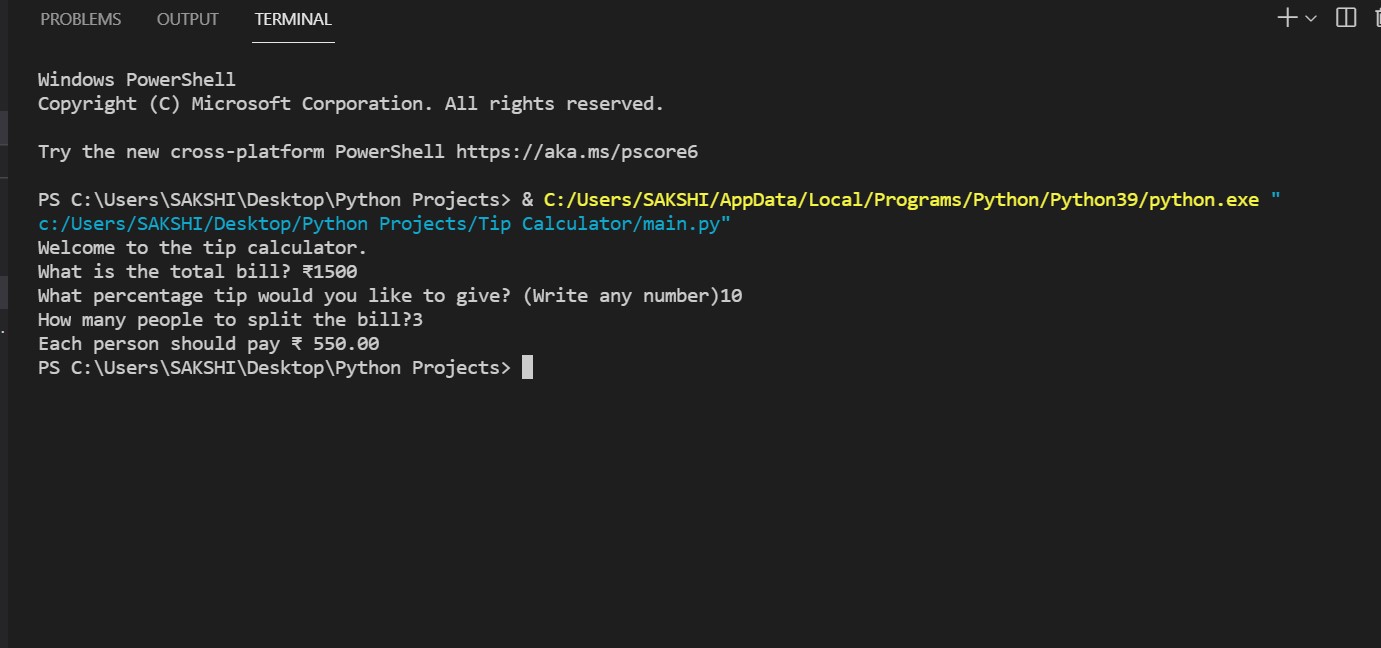 PROBLEMS OUTPUT TERMINAL
Windows PowerShell
Copyright (C) Microsoft Corporation. All rights reserved.
Try the new cross-platform PowerShell https://aka.ms/pscore6
PS C:\Users\SAKSHI\Desktop\Python Projects> & C:/Users/SAKSHI/AppData/Local/Programs/Python/Python39/python.exe "
c:/Users/SAKSHI/Desktop/Python Projects/Tip Calculator/main.py"
Welcome to the tip calculator.
What is the total bill? ₹1500
What percentage tip would you like to give? (Write any number)10
How many people to split the bill?3
Each person should pay ₹ 550.00
PS C:\Users\SAKSHI\Desktop\Python Projects>